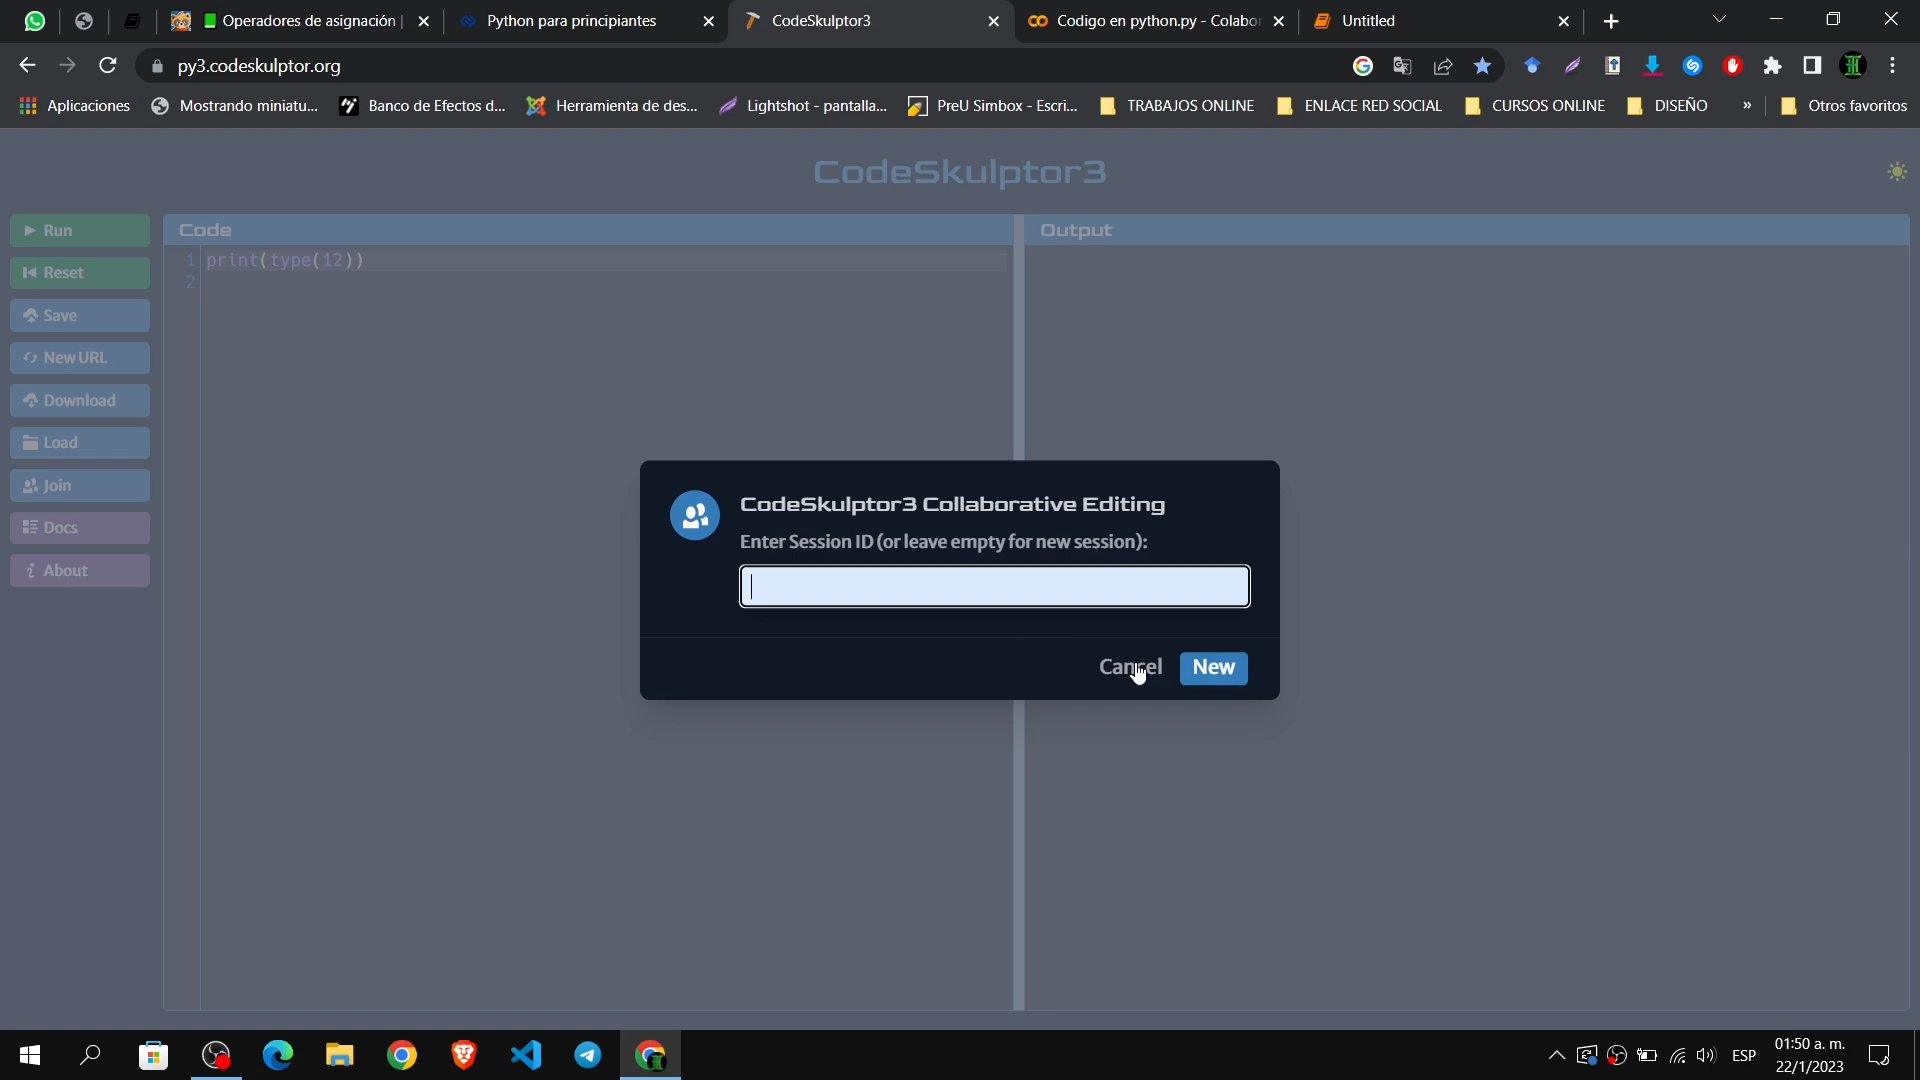 Operadores de asignación |
Python para principiantes
CodeSkulptor3
Codigo en python.py - Colabor
Untitled
py3.codeskulptor.org
Aplicaciones
Mostrando miniatu...
Banco de Efectos d...
Herramienta de des...
Lightshot - pantalla...
PreU Simbox - Escri...
TRABAJOS ONLINE
ENLACE RED SOCIAL
CURSOS ONLINE
DISEÑO
»
Otros favoritos
CodeSkulptor3
Run
Reset
Save
New URL
Download
Load
Join
Docs
About
Code
1 print(type(12))
2
Output
CodeSkulptor3 Collaborative Editing
Enter Session ID (or leave empty for new session):
Cancel
New
ESP
01:50 a. m.
22/1/2023